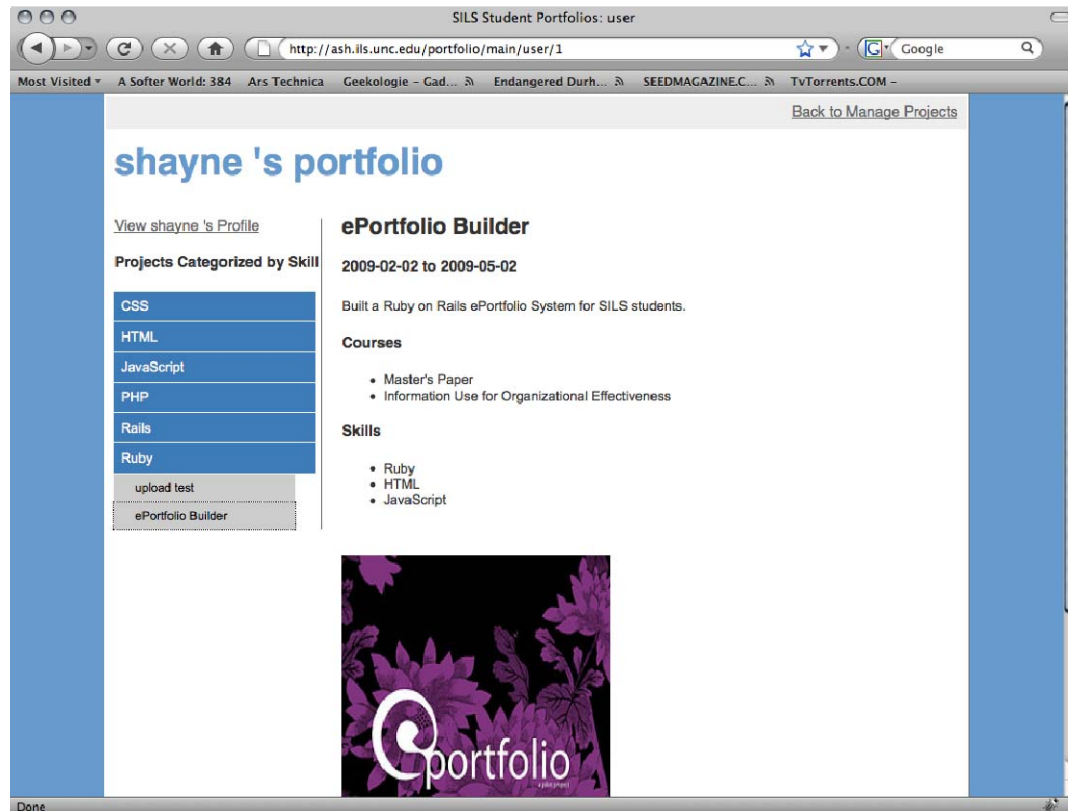 SILS Student Portfolios: user
http://ash.ils.unc.edu/portfolio/main/user/1
Google
Most Visited
A Softer World: 384
Ars Technica
Geekologie – Gad...
Endangered Durh...
SEEDMAGAZINE.C...
TvTorrents.COM –
Back to Manage Projects
shayne 's portfolio
View shayne 's Profile
Projects Categorized by Skill
CSS
HTML
JavaScript
PHP
Rails
Ruby
upload test
ePortfolio Builder
ePortfolio Builder
2009-02-02 to 2009-05-02
Built a Ruby on Rails ePortfolio System for SILS students.
Courses
• Master's Paper
• Information Use for Organizational Effectiveness
Skills
• Ruby
• HTML
• JavaScript
eportfolio
a pilot project
Done